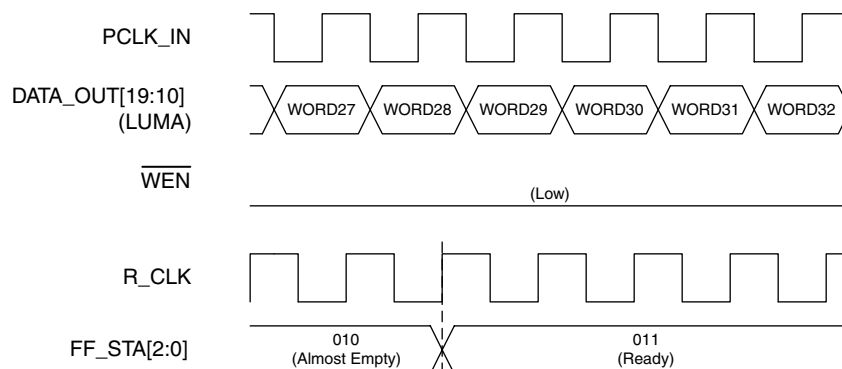 PCLK_IN
DATA_OUT[19:10]
(LUMA)
WORD27 WORD28 WORD29 WORD30 WORD31 WORD32
WEN
(Low)
R_CLK
FF_STA[2:0]
010
(Almost Empty)
011
(Ready)